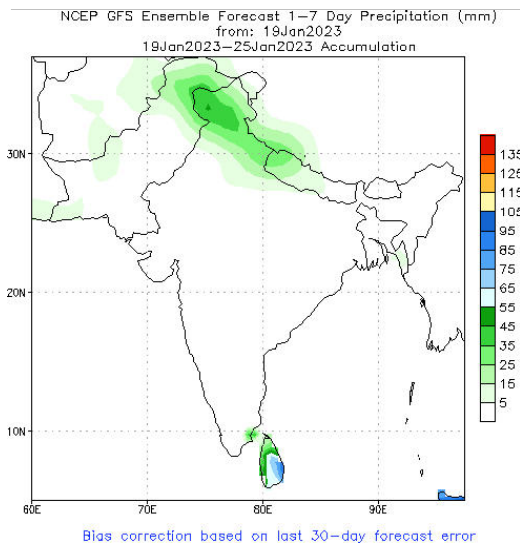 NCEP GFS Ensemble Forecast 1-7 Day Precipitation (mm)
from: 19Jan2023
19Jan2023-25Jan2023 Accumulation
30N
20N
10N
60E
70E
80E
90E
135
125
115
105
95
85
75
65
55
45
35
25
15
5
Bias correction based on last 30-day forecast error